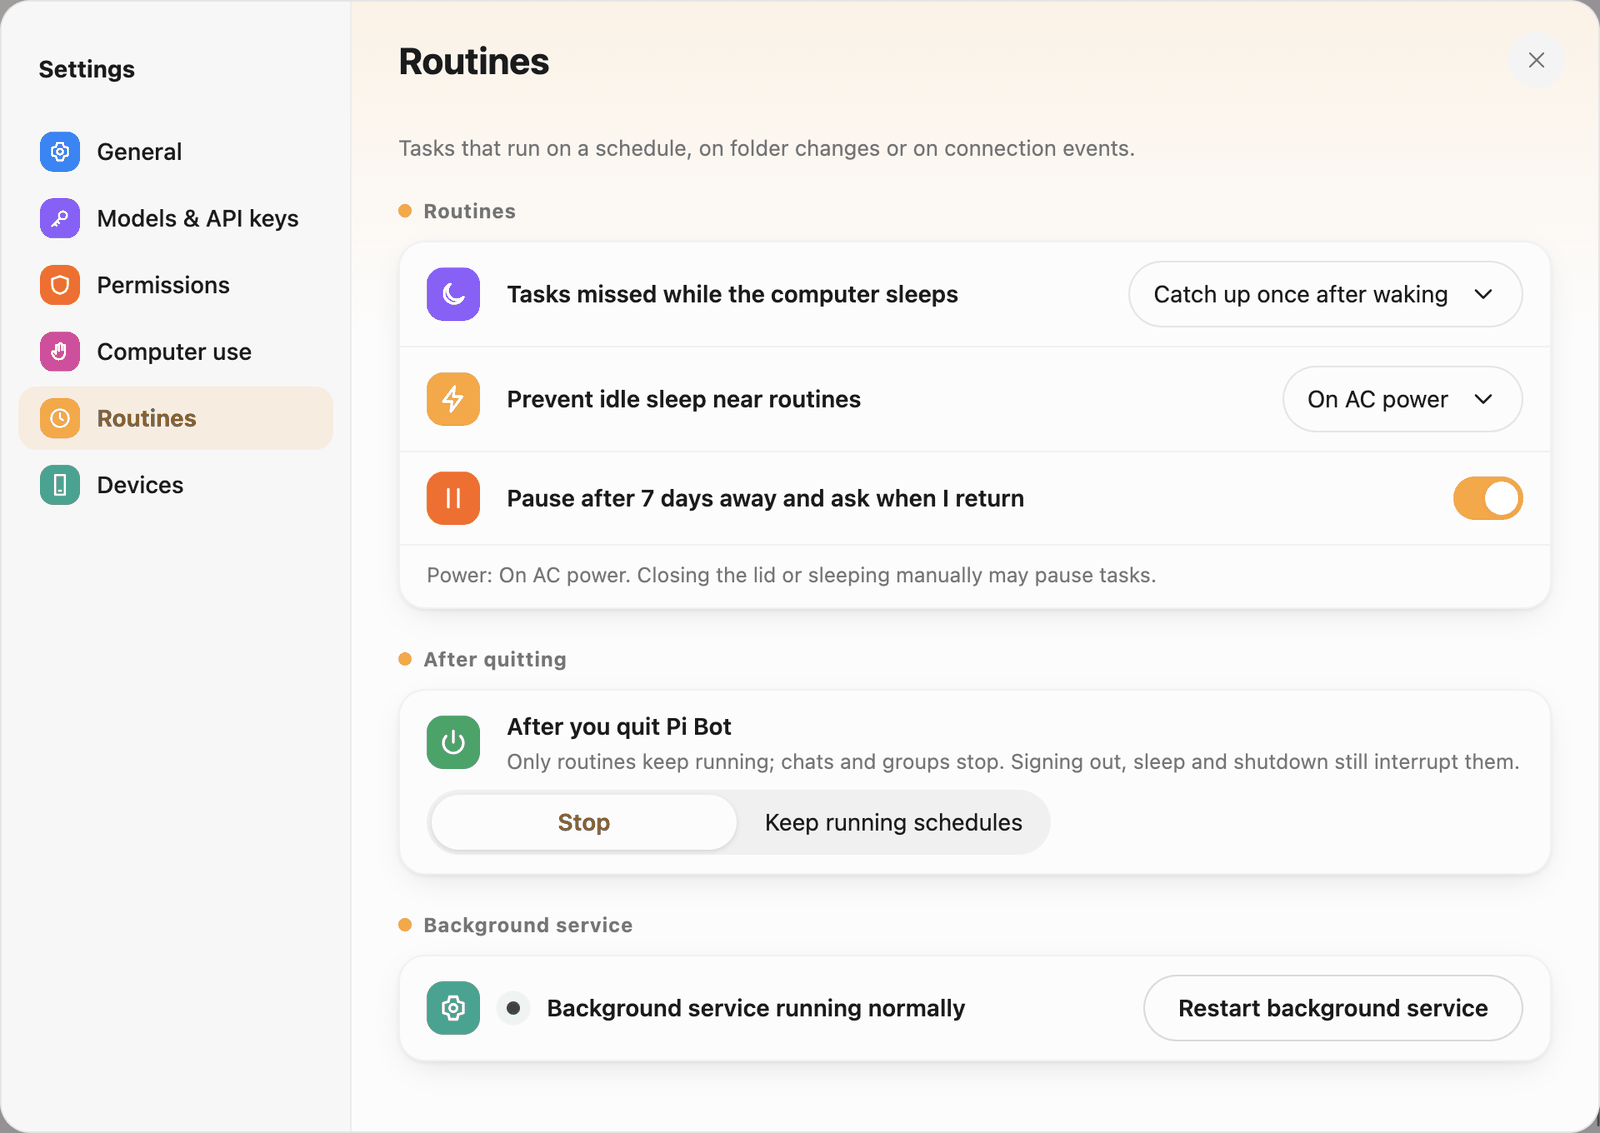 Settings
General
Models & API keys
Permissions
Computer use
Routines
Devices
Routines
Tasks that run on a schedule, on folder changes or on connection events.
Routines
Tasks missed while the computer sleeps
Catch up once after waking
Prevent idle sleep near routines
On AC power
Pause after 7 days away and ask when I return
Power: On AC power. Closing the lid or sleeping manually may pause tasks.
After quitting
After you quit Pi Bot
Only routines keep running; chats and groups stop. Signing out, sleep and shutdown still interrupt them.
Stop
Keep running schedules
Background service
Background service running normally
Restart background service